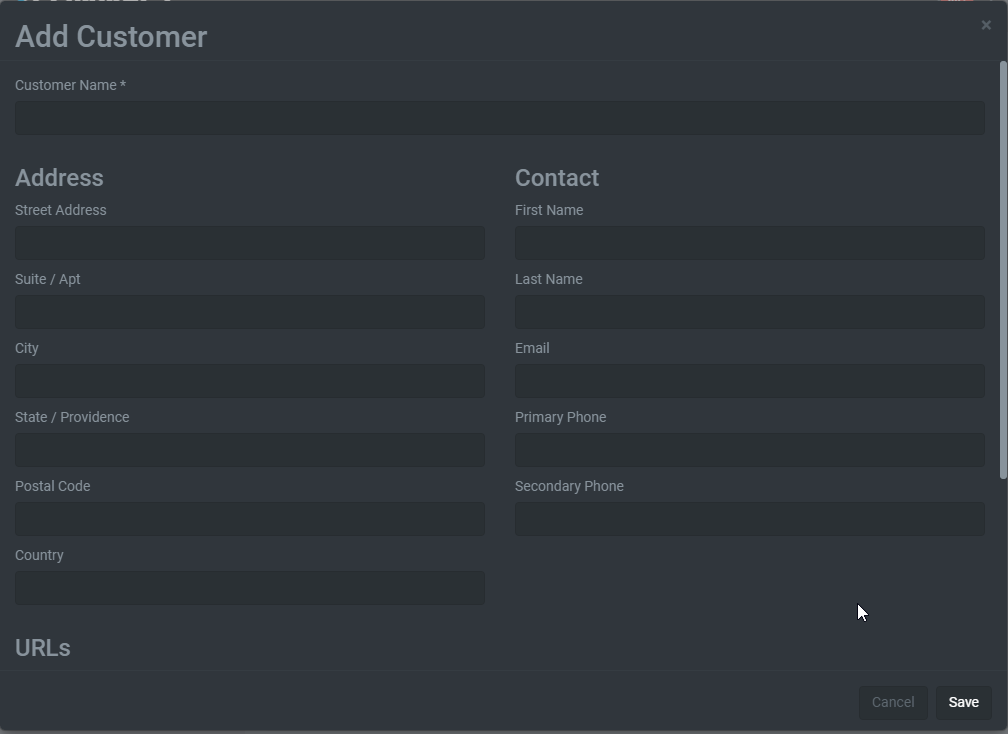 Add Customer
×
Customer Name *
Address
Street Address
Suite / Apt
City
State / Providence
Postal Code
Country
Contact
First Name
Last Name
Email
Primary Phone
Secondary Phone
URLs
Cancel
Save